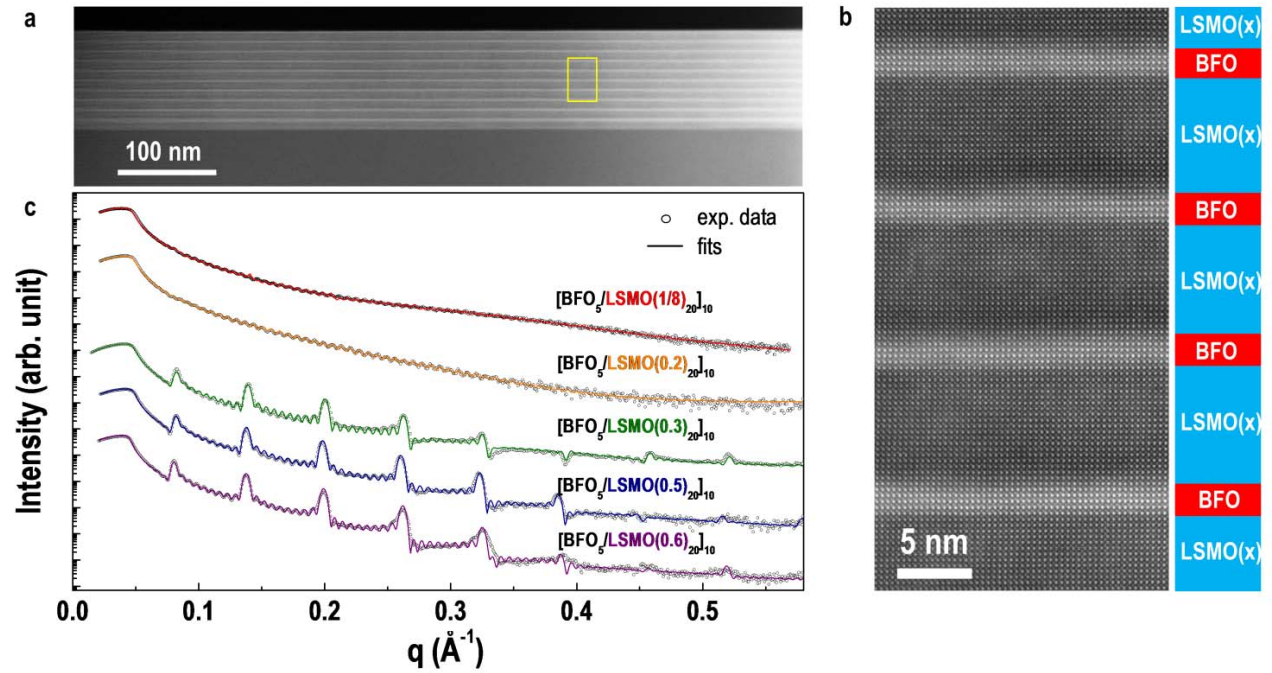 a
100 nm
b
LSMO(x)
BFO
LSMO(x)
BFO
LSMO(x)
BFO
LSMO(x)
BFO
LSMO(x)
5 nm
c
exp. data
fits
[BFO5/LSMO(1/8)20]10
[BFO5/LSMO(0.2)20]10
[BFO5/LSMO(0.3)20]10
[BFO5/LSMO(0.5)20]10
[BFO5/LSMO(0.6)20]10
Intensity (arb. unit)
0.0 0.1 0.2 0.3 0.4 0.5
q (Å-1)